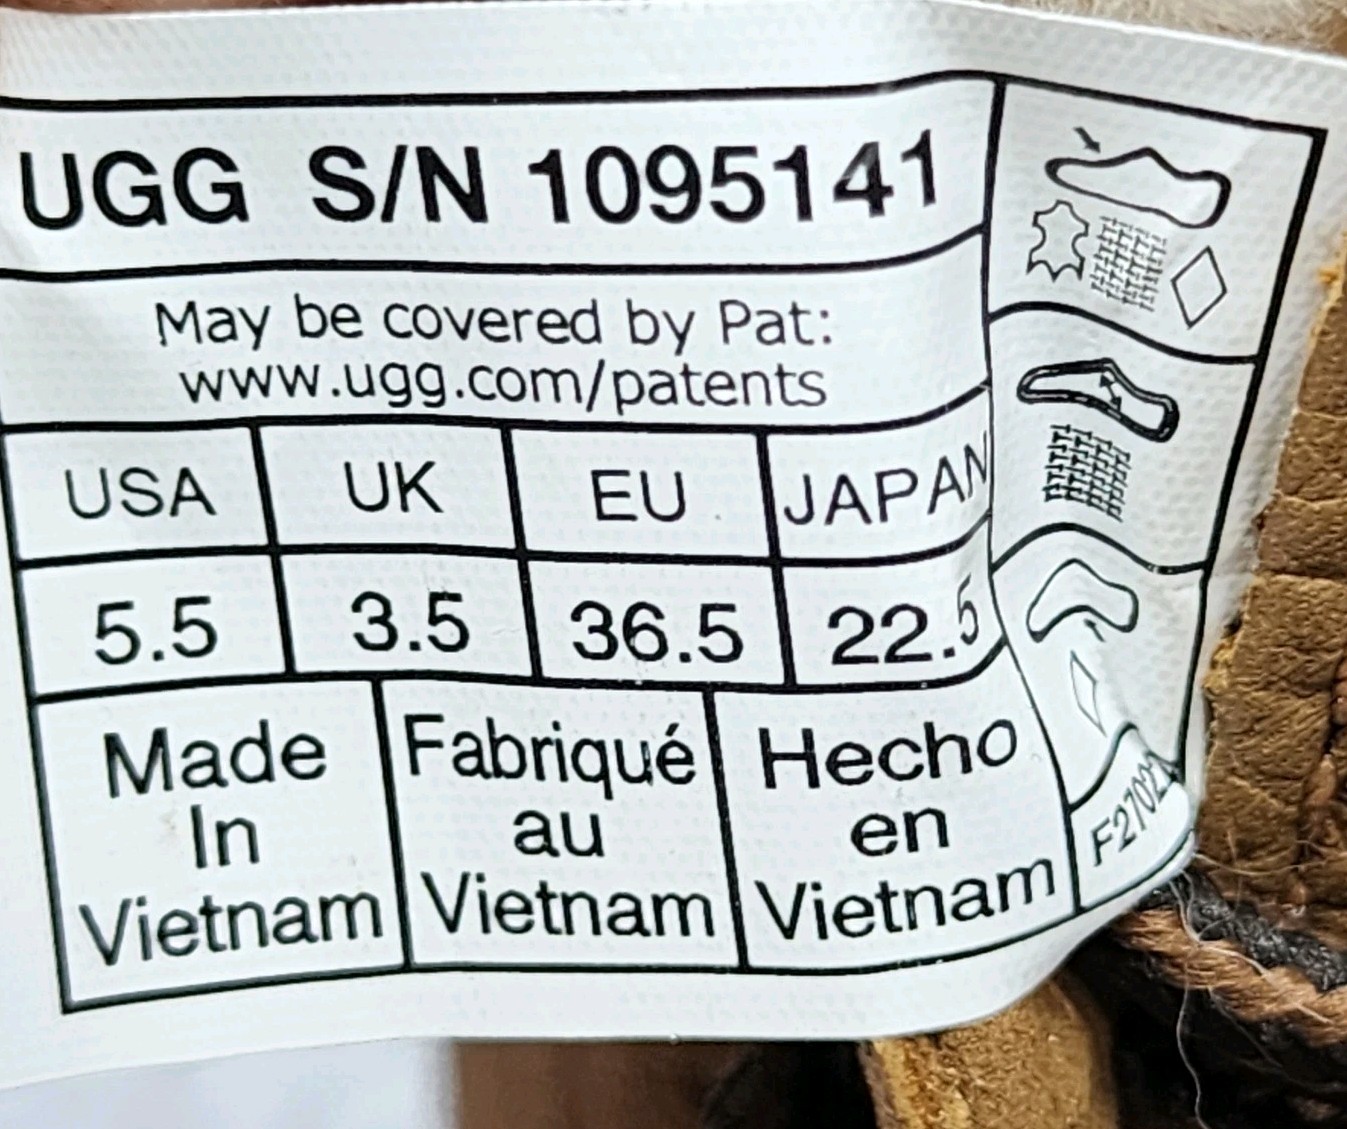 UGG S/N 1095141
May be covered by Pat:
www.ugg.com/patents
USA UK EU JAPAN
5.5 3.5 36.5 22.5
Made
In
Vietnam
Fabriqué
au
Vietnam
Hecho
en
Vietnam